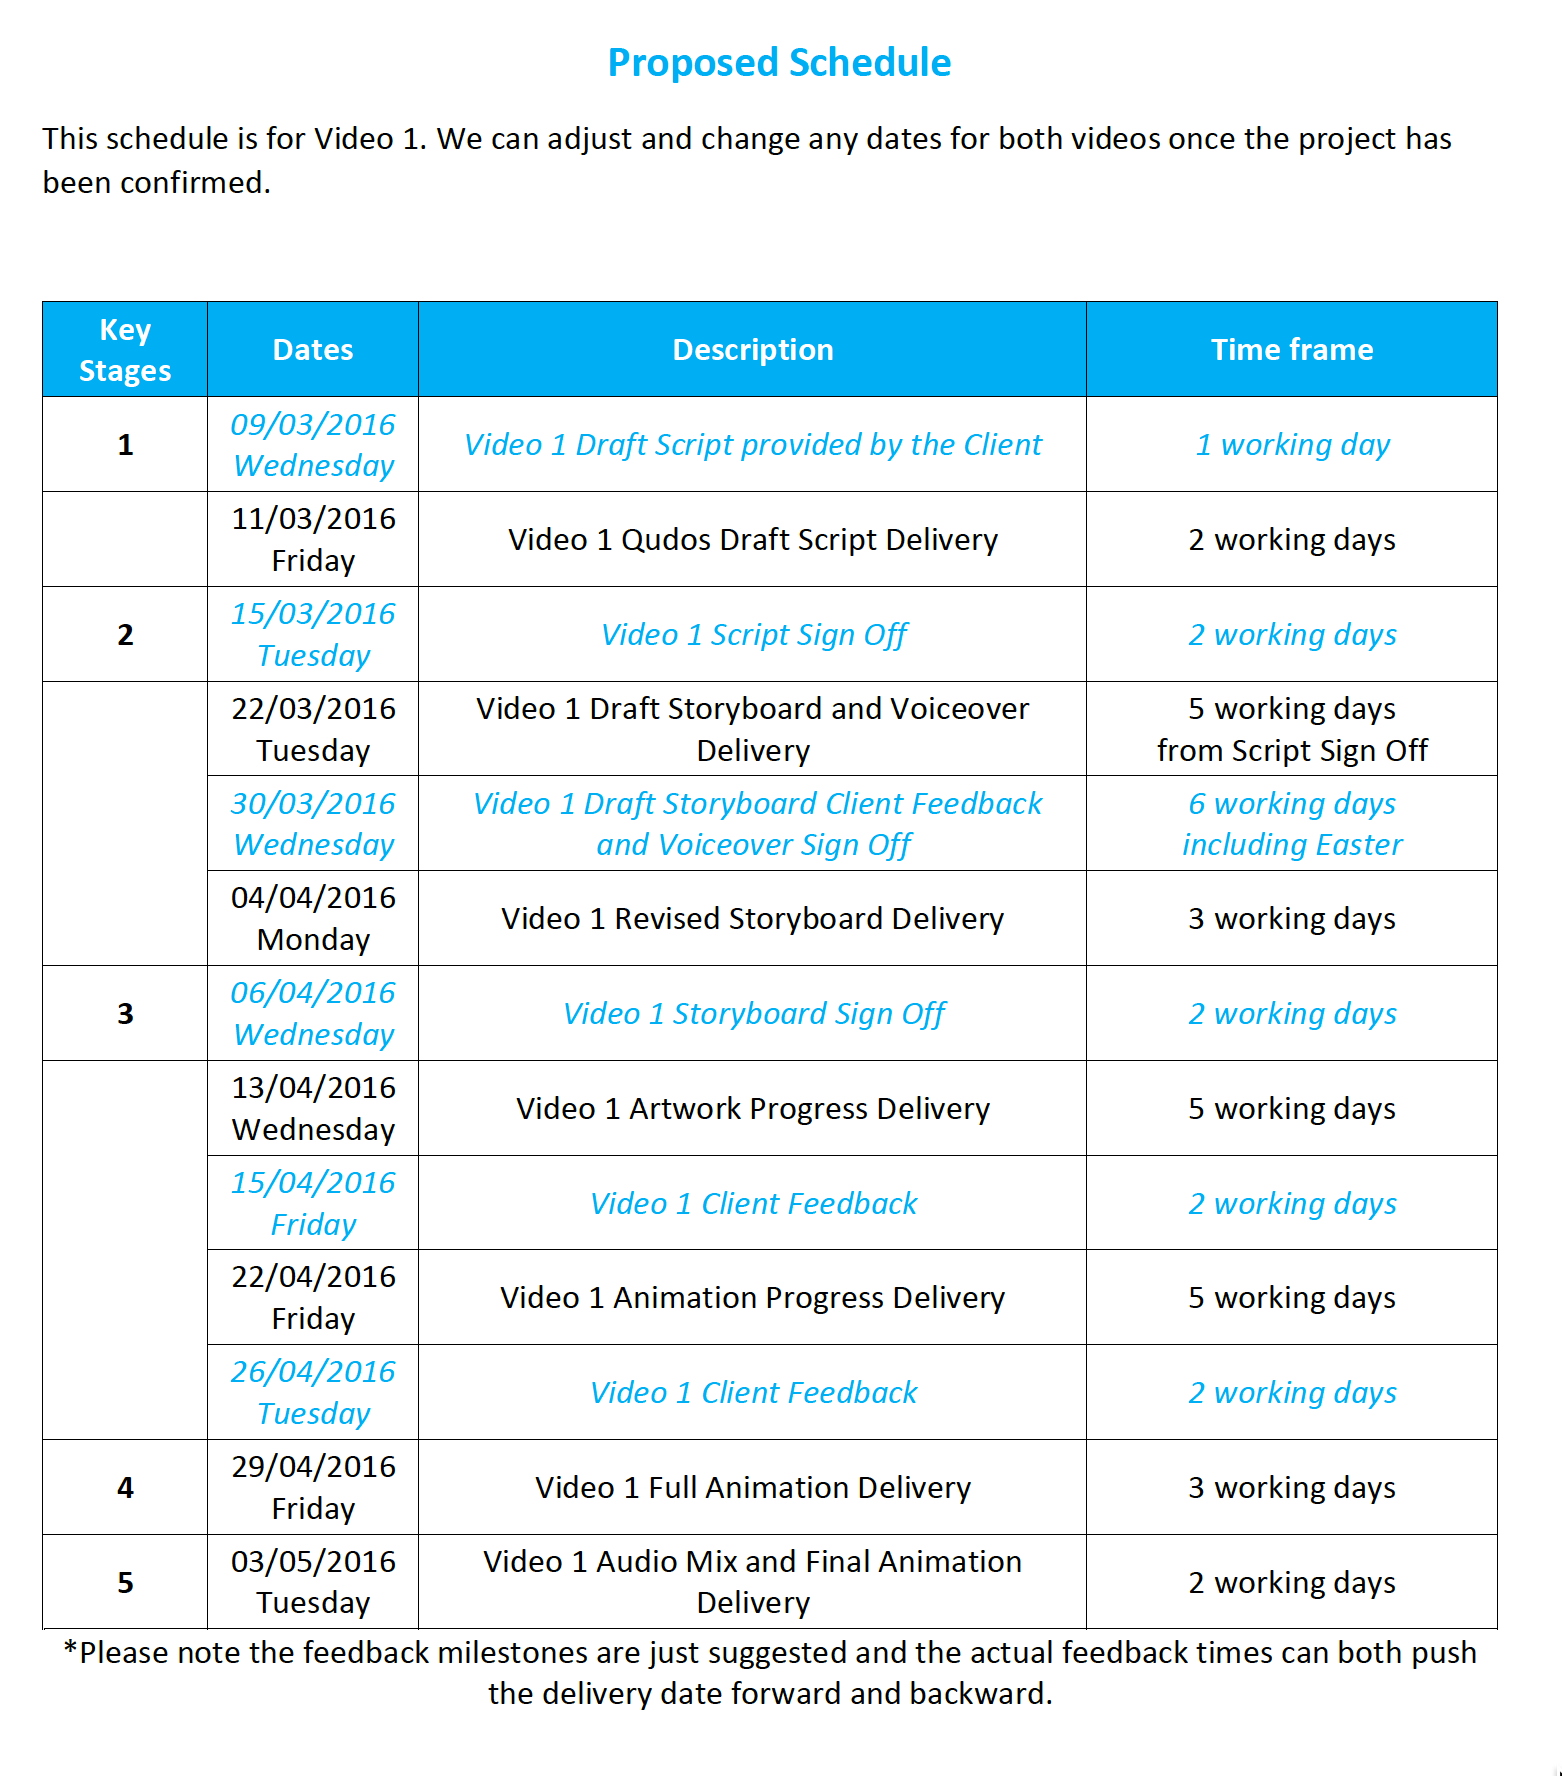 Proposed Schedule
This schedule is for Video 1. We can adjust and change any dates for both videos once the project has
been confirmed.
Key
Stages
Dates
Description
Time frame
1
09/03/2016
Wednesday
Video 1 Draft Script provided by the Client
1 working day
11/03/2016
Friday
Video 1 Qudos Draft Script Delivery
2 working days
2
15/03/2016
Tuesday
Video 1 Script Sign Off
2 working days
22/03/2016
Tuesday
Video 1 Draft Storyboard and Voiceover
Delivery
5 working days
from Script Sign Off
30/03/2016
Wednesday
Video 1 Draft Storyboard Client Feedback
and Voiceover Sign Off
6 working days
including Easter
04/04/2016
Monday
Video 1 Revised Storyboard Delivery
3 working days
3
06/04/2016
Wednesday
Video 1 Storyboard Sign Off
2 working days
13/04/2016
Wednesday
Video 1 Artwork Progress Delivery
5 working days
15/04/2016
Friday
Video 1 Client Feedback
2 working days
22/04/2016
Friday
Video 1 Animation Progress Delivery
5 working days
26/04/2016
Tuesday
Video 1 Client Feedback
2 working days
4
29/04/2016
Friday
Video 1 Full Animation Delivery
3 working days
5
03/05/2016
Tuesday
Video 1 Audio Mix and Final Animation
Delivery
2 working days
*Please note the feedback milestones are just suggested and the actual feedback times can both push
the delivery date forward and backward.